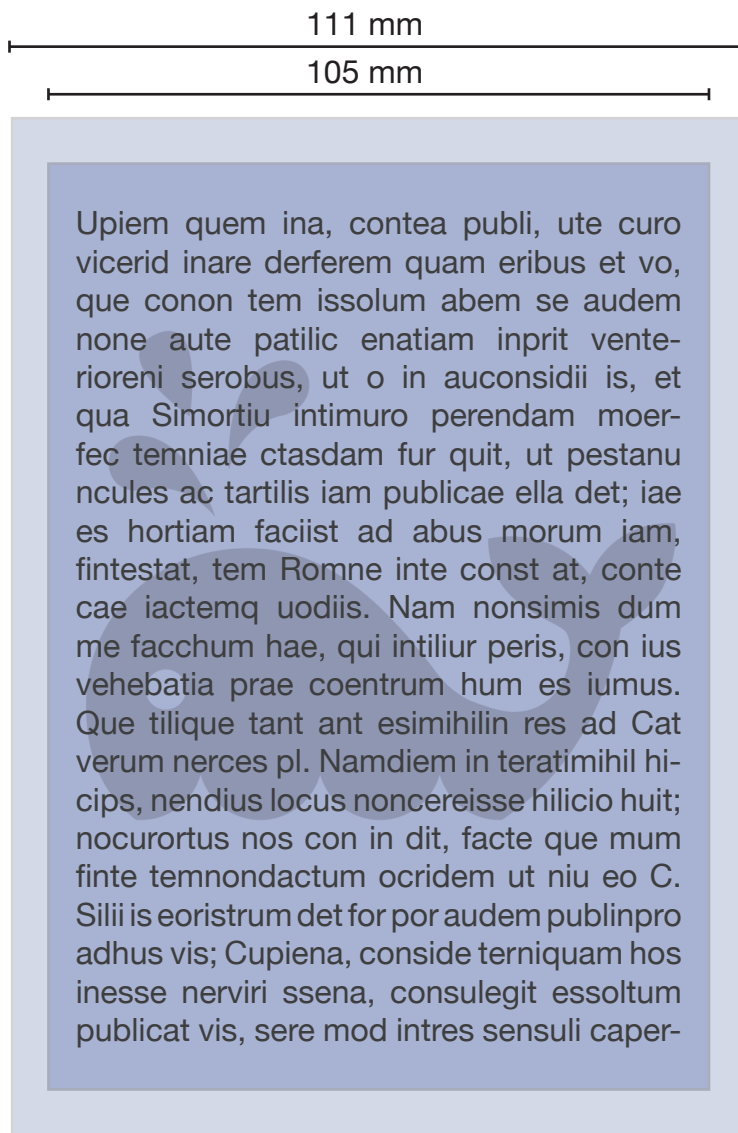 111 mm
105 mm
Upiem quem ina, contea publi, ute curo
vicerid inare derferem quam eribus et vo,
que conon tem issolum abem se audem
none aute patilic enatiam inprit vente-
rioreni serobus, ut o in auconsidii is, et
qua Simortiu intimuro perendam moer-
fec temniae ctasdam fur quit, ut pestanu
ncules ac tartilis iam publicae ella det; iae
es hortiam faciist ad abus morum iam,
fintestat, tem Romne inte const at, conte
cae iactemq uodiis. Nam nonsimis dum
me facchum hae, qui intiliur peris, con ius
vehebatia prae coentrum hum es iumus.
Que tilique tant ant esimihilin res ad Cat
verum nerces pl. Namdiem in teratimihil hi-
cips, nendius locus noncereisse hilicio huit;
nocurortus nos con in dit, facte que mum
finte temnondactum ocridem ut niu eo C.
Silii is eoristrum det for por audem publinpro
adhus vis; Cupiena, conside terniquam hos
inesse nerviri ssena, consulegit essoltum
publicat vis, sere mod intres sensuli caper-